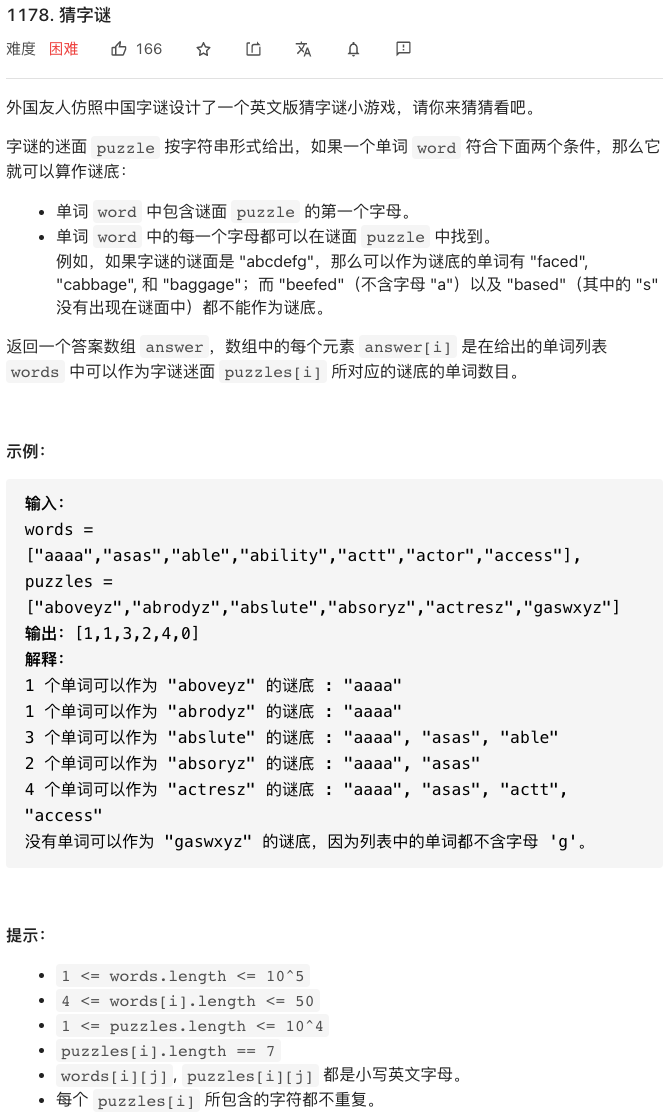 1178. 猜字谜
难度 困难 166
外国友人仿照中国字谜设计了一个英文版猜字谜小游戏，请你来猜猜看吧。
字谜的迷面 puzzle 按字符串形式给出，如果一个单词 word 符合下面两个条件，那么它
就可以算作谜底：
• 单词 word 中包含谜面 puzzle 的第一个字母。
• 单词 word 中的每一个字母都可以在谜面 puzzle 中找到。
例如，如果字谜的谜面是 "abcdefg"，那么可以作为谜底的单词有 "faced",
"cabbage", 和 "baggage"；而 "beefed"（不含字母 "a"）以及 "based"（其中的 "s"
没有出现在谜面中）都不能作为谜底。
返回一个答案数组 answer，数组中的每个元素 answer[i] 是在给出的单词列表
words 中可以作为字谜迷面 puzzles[i] 所对应的谜底的单词数目。
示例：
输入：
words =
["aaaa","asas","able","ability","actt","actor","access"],
puzzles =
["aboveyz","abrodyz","abslute","absoryz","actresz","gaswxyz"]
输出：[1,1,3,2,4,0]
解释：
1 个单词可以作为 "aboveyz" 的谜底 : "aaaa"
1 个单词可以作为 "abrodyz" 的谜底 : "aaaa"
3 个单词可以作为 "abslute" 的谜底 : "aaaa", "asas", "able"
2 个单词可以作为 "absoryz" 的谜底 : "aaaa", "asas"
4 个单词可以作为 "actresz" 的谜底 : "aaaa", "asas", "actt",
"access"
没有单词可以作为 "gaswxyz" 的谜底，因为列表中的单词都不含字母 'g'。
提示：
• 1 <= words.length <= 10^5
• 4 <= words[i].length <= 50
• 1 <= puzzles.length <= 10^4
• puzzles[i].length == 7
• words[i][j], puzzles[i][j] 都是小写英文字母。
• 每个 puzzles[i] 所包含的字符都不重复。